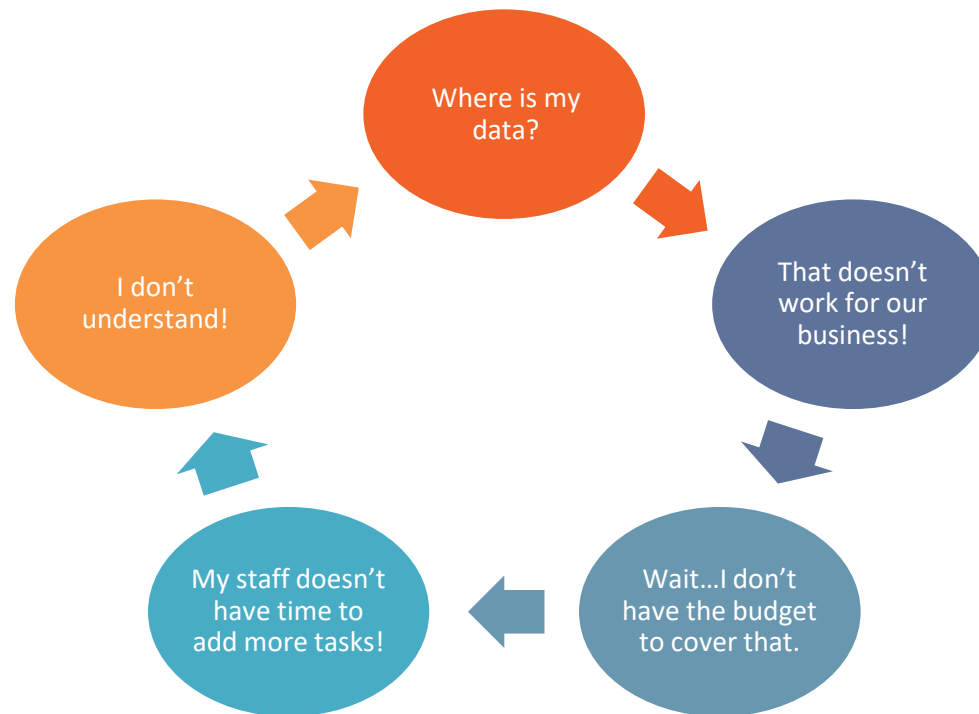 Where is my
data?
That doesn’t
work for our
business!
Wait...I don’t
have the budget
to cover that.
My staff doesn’t
have time to
add more tasks!
I don’t
understand!